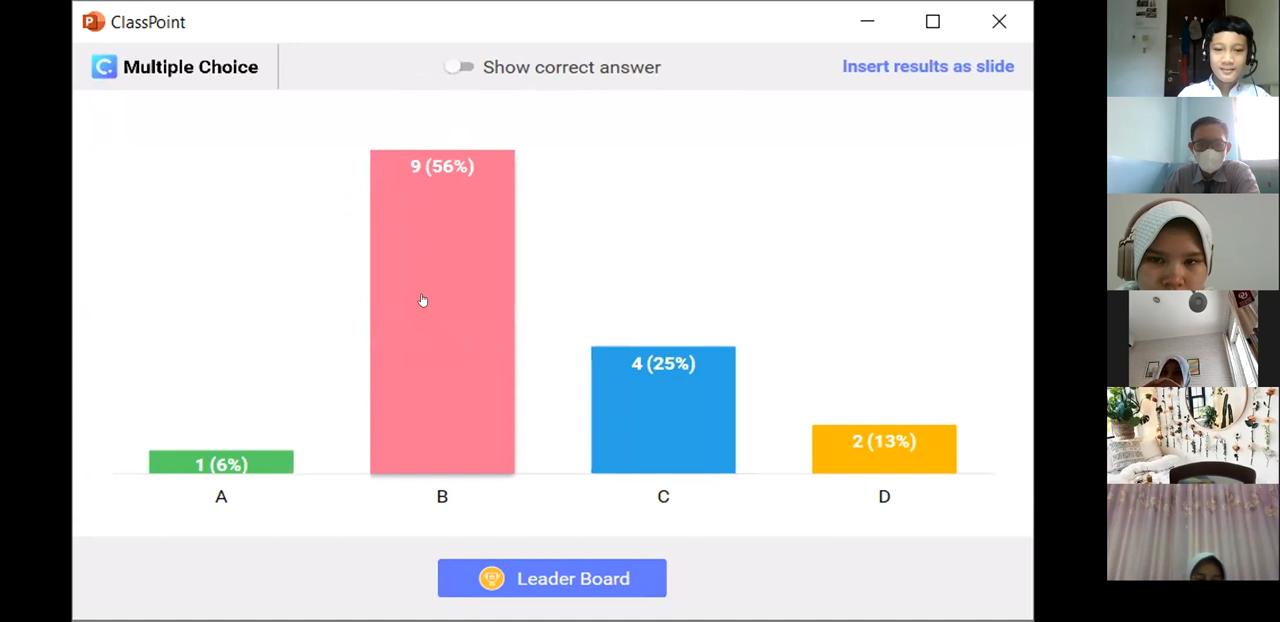 ClassPoint
Multiple Choice
Show correct answer
Insert results as slide
9 (56%)
4 (25%)
2 (13%)
1 (6%)
A
B
C
D
Leader Board